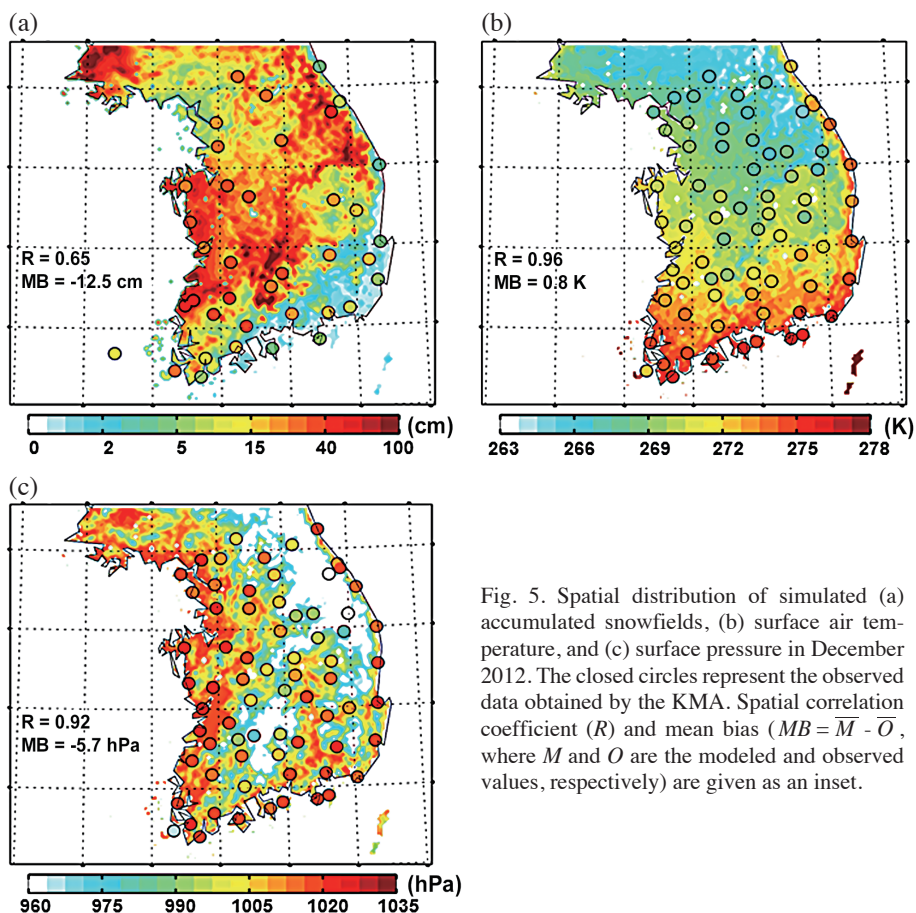 (a)
R = 0.65
MB = -12.5 cm
0 2 5 15 40 100 (cm)
(b)
R = 0.96
MB = 0.8 K
263 266 269 272 275 278 (K)
(c)
R = 0.92
MB = -5.7 hPa
960 975 990 1005 1020 1035 (hPa)
Fig. 5. Spatial distribution of simulated (a)
accumulated snowfields, (b) surface air tem-
perature, and (c) surface pressure in December
2012. The closed circles represent the observed
data obtained by the KMA. Spatial correlation
coefficient (R) and mean bias (MB = M̅ - O̅,
where M and O are the modeled and observed
values, respectively) are given as an inset.